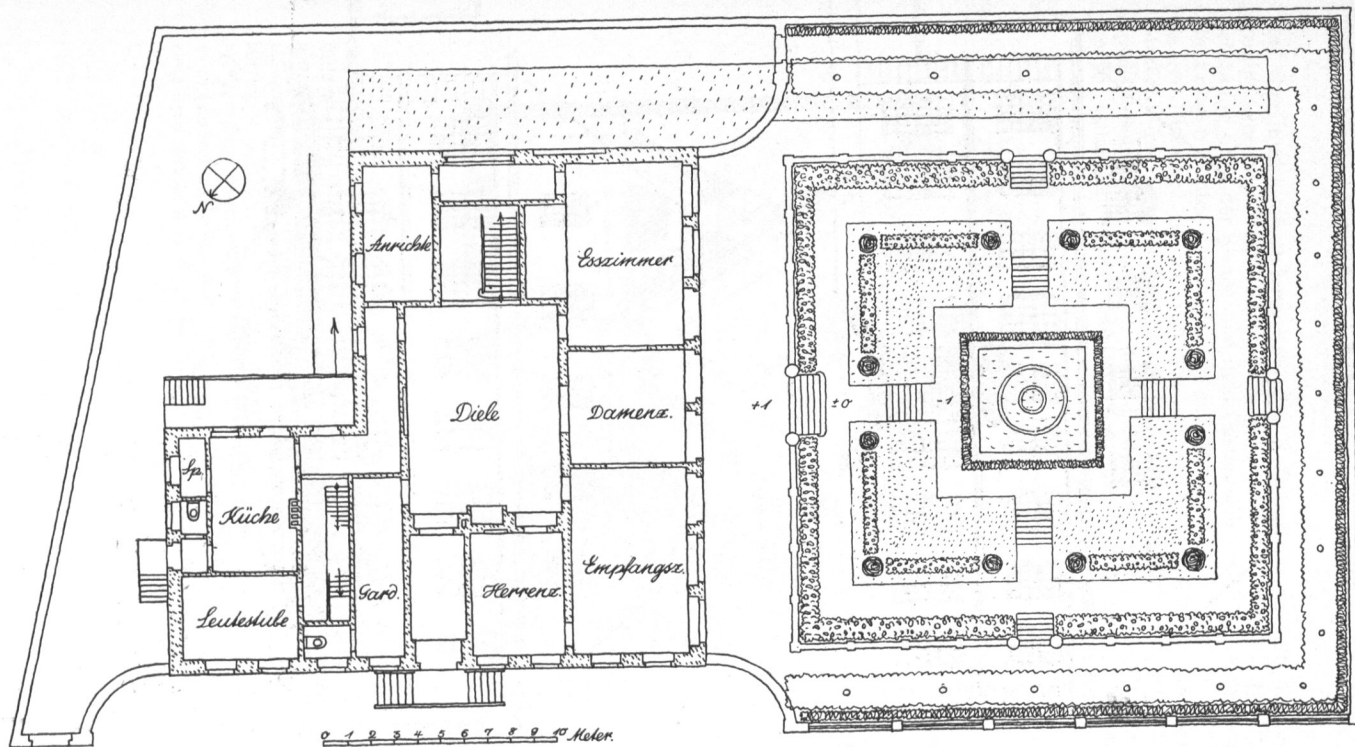 N
Anrichte
Esszimmer
Diele
Damenz.
+1
±0
-1
Sp.
Küche
Leutestube
Gard.
Herrenz.
Empfangsz.
0 1 2 3 4 5 6 7 8 9 10 Meter.